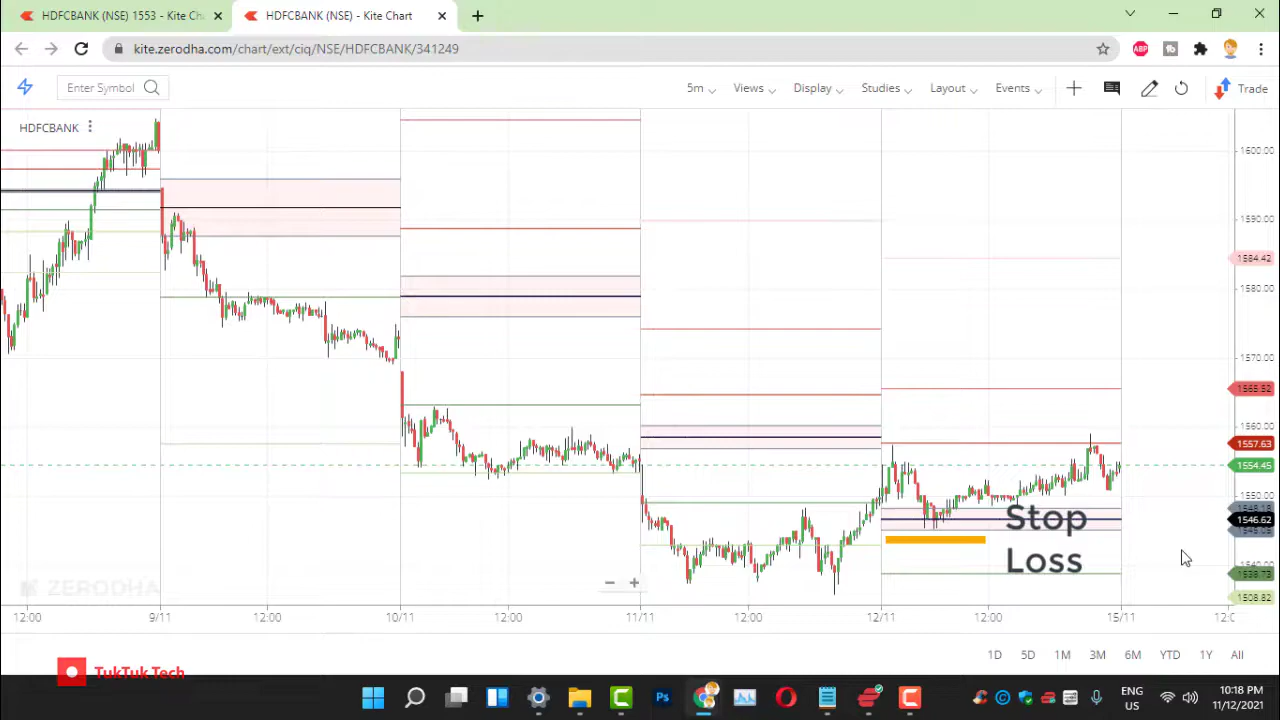 HDFCBANK (NSE) 1553 - Kite Cha
HDFCBANK (NSE) - Kite Chart
kite.zerodha.com/chart/ext/ciq/NSE/HDFCBANK/341249
ABP
Enter Symbol
5m
Views
Display
Studies
Layout
Events
Trade
HDFCBANK
1600.00
1590.00
1584.42
1580.00
1570.00
1560.00
1557.63
1554.45
1550.00
1546.62
1508.82
Stop
Loss
ZERODHA
12:00
9/11
12:00
10/11
12:00
11/11
12:00
12/11
12:00
15/11
1D
5D
1M
3M
6M
YTD
1Y
All
TukTuk Tech
Ps
ENG
US
10:18 PM
11/12/2021